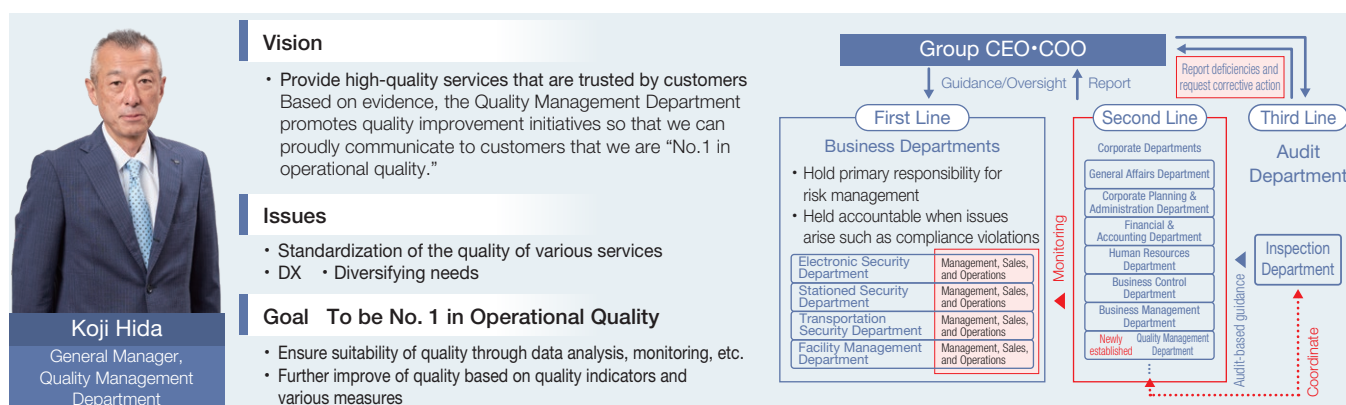 Koji Hida
General Manager,
Quality Management
Department
Vision
・Provide high-quality services that are trusted by customers
Based on evidence, the Quality Management Department
promotes quality improvement initiatives so that we can
proudly communicate to customers that we are “No.1 in
operational quality.”
Issues
・Standardization of the quality of various services
・DX ・Diversifying needs
Goal To be No. 1 in Operational Quality
・Ensure suitability of quality through data analysis, monitoring, etc.
・Further improve of quality based on quality indicators and
various measures
Group CEO•COO
Guidance/Oversight
Report
Report deficiencies and
request corrective action
First Line
Business Departments
・Hold primary responsibility for
risk management
・Held accountable when issues
arise such as compliance violations
Electronic Security
Department
Management, Sales,
and Operations
Stationed Security
Department
Management, Sales,
and Operations
Transportation
Security Department
Management, Sales,
and Operations
Facility Management
Department
Management, Sales,
and Operations
Monitoring
Second Line
Corporate Departments
General Affairs Department
Corporate Planning &
Administration Department
Financial &
Accounting Department
Human Resources
Department
Business Control
Department
Business Management
Department
Newly
established
Quality Management
Department
Audit-based guidance
Third Line
Audit
Department
Inspection
Department
Coordinate